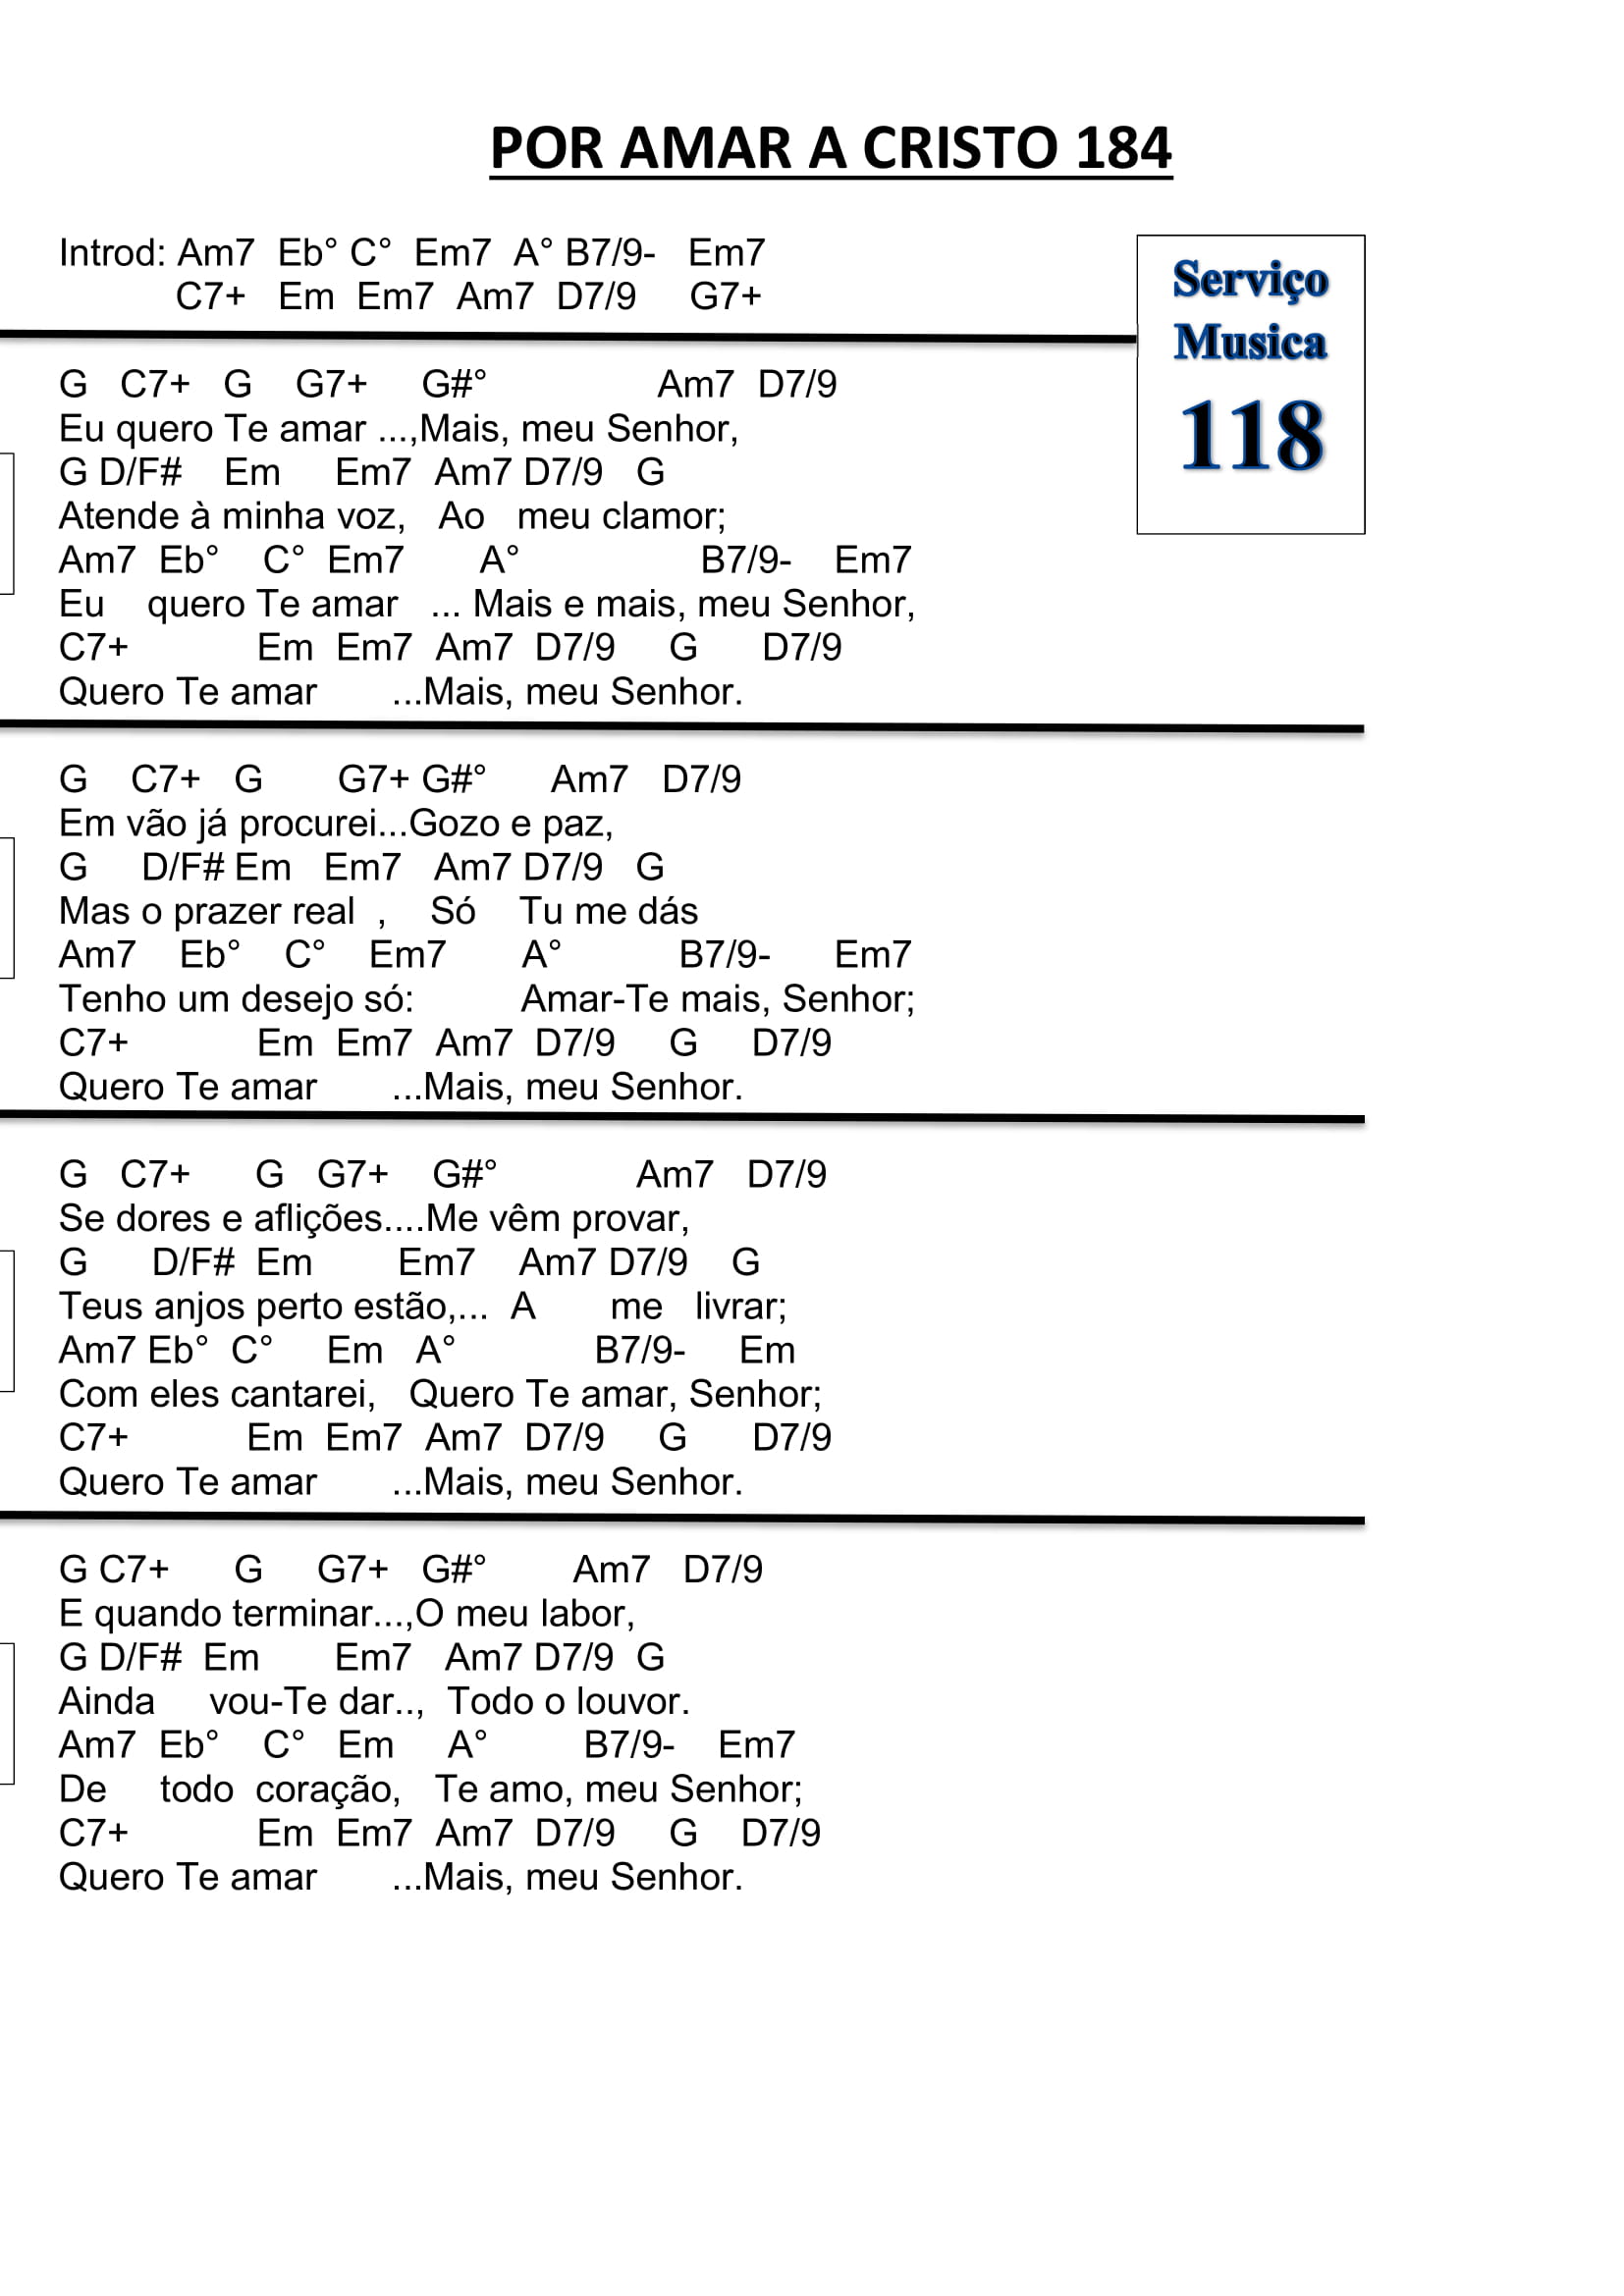 POR AMAR A CRISTO 184
Introd: Am7 Eb° C° Em7 A° B7/9- Em7
C7+ Em Em7 Am7 D7/9 G7+
Serviço
Musica
118
G C7+ G G7+ G#° Am7 D7/9
Eu quero Te amar ...,Mais, meu Senhor,
G D/F# Em Em7 Am7 D7/9 G
Atende à minha voz, Ao meu clamor;
Am7 Eb° C° Em7 A° B7/9- Em7
Eu quero Te amar ... Mais e mais, meu Senhor,
C7+ Em Em7 Am7 D7/9 G D7/9
Quero Te amar ...Mais, meu Senhor.
G C7+ G G7+ G#° Am7 D7/9
Em vão já procurei...Gozo e paz,
G D/F# Em Em7 Am7 D7/9 G
Mas o prazer real , Só Tu me dás
Am7 Eb° C° Em7 A° B7/9- Em7
Tenho um desejo só: Amar-Te mais, Senhor;
C7+ Em Em7 Am7 D7/9 G D7/9
Quero Te amar ...Mais, meu Senhor.
G C7+ G G7+ G#° Am7 D7/9
Se dores e aflições....Me vêm provar,
G D/F# Em Em7 Am7 D7/9 G
Teus anjos perto estão,... A me livrar;
Am7 Eb° C° Em A° B7/9- Em
Com eles cantarei, Quero Te amar, Senhor;
C7+ Em Em7 Am7 D7/9 G D7/9
Quero Te amar ...Mais, meu Senhor.
G C7+ G G7+ G#° Am7 D7/9
E quando terminar...,O meu labor,
G D/F# Em Em7 Am7 D7/9 G
Ainda vou-Te dar.., Todo o louvor.
Am7 Eb° C° Em A° B7/9- Em7
De todo coração, Te amo, meu Senhor;
C7+ Em Em7 Am7 D7/9 G D7/9
Quero Te amar ...Mais, meu Senhor.